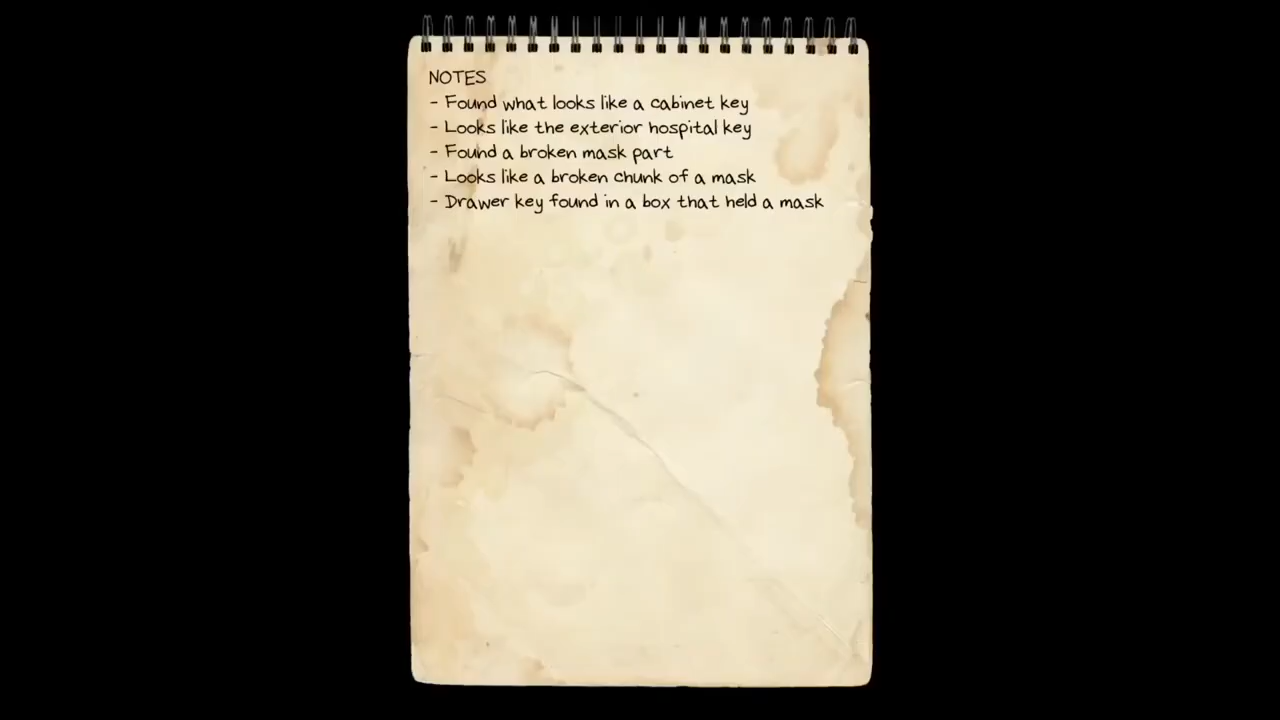 NOTES
- Found what looks like a cabinet key
- Looks like the exterior hospital key
- Found a broken mask part
- Looks like a broken chunk of a mask
- Drawer key found in a box that held a mask